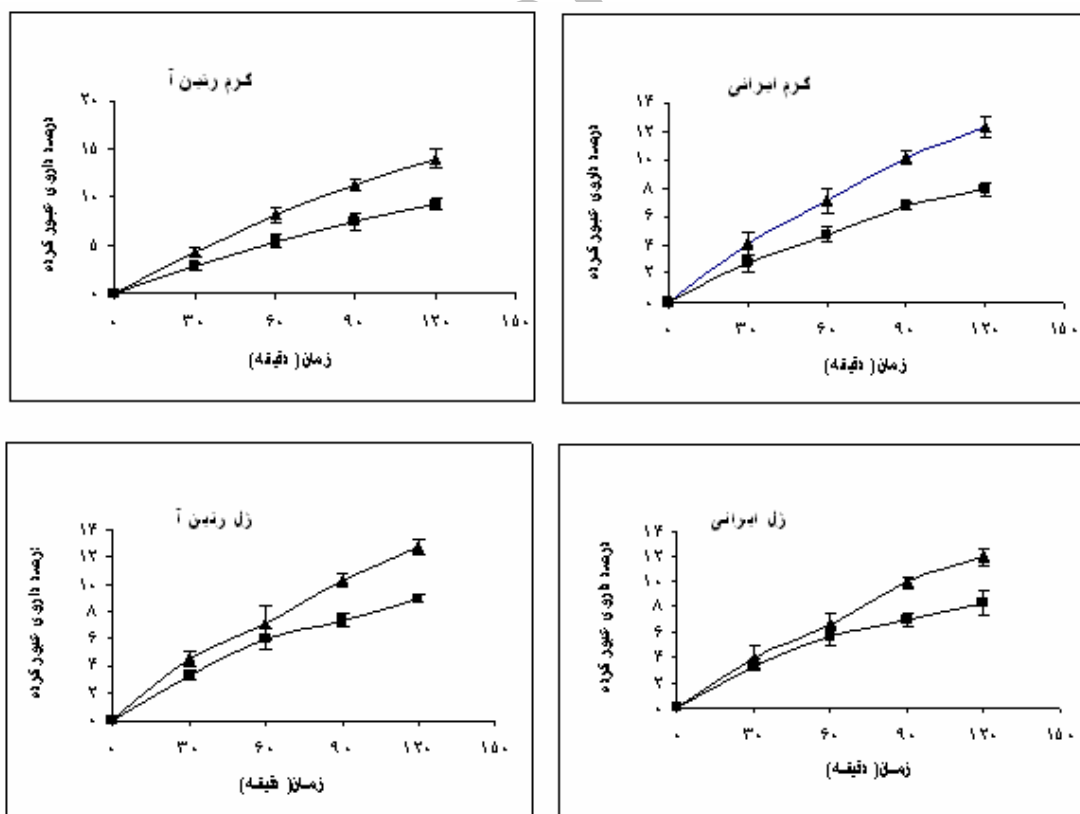 کرم رتین آ
درصد داروی عبور کرده
۲۰
۱۵
۱۰
۵
۰
۰ ۳۰ ۶۰ ۹۰ ۱۲۰ ۱۵۰
زمان( دقیقه)
کرم ایرانی
درصد داروی عبور کرده
۱۴
۱۲
۱۰
۸
۶
۴
۲
۰
۰ ۳۰ ۶۰ ۹۰ ۱۲۰ ۱۵۰
زمان( دقیقه)
ژل رتین آ
درصد داروی عبور کرده
۱۴
۱۲
۱۰
۸
۶
۴
۲
۰
۰ ۳۰ ۶۰ ۹۰ ۱۲۰ ۱۵۰
زمان( دقیقه)
ژل ایرانی
درصد داروی عبور کرده
۱۴
۱۲
۱۰
۸
۶
۴
۲
۰
۰ ۳۰ ۶۰ ۹۰ ۱۲۰ ۱۵۰
زمان( دقیقه)